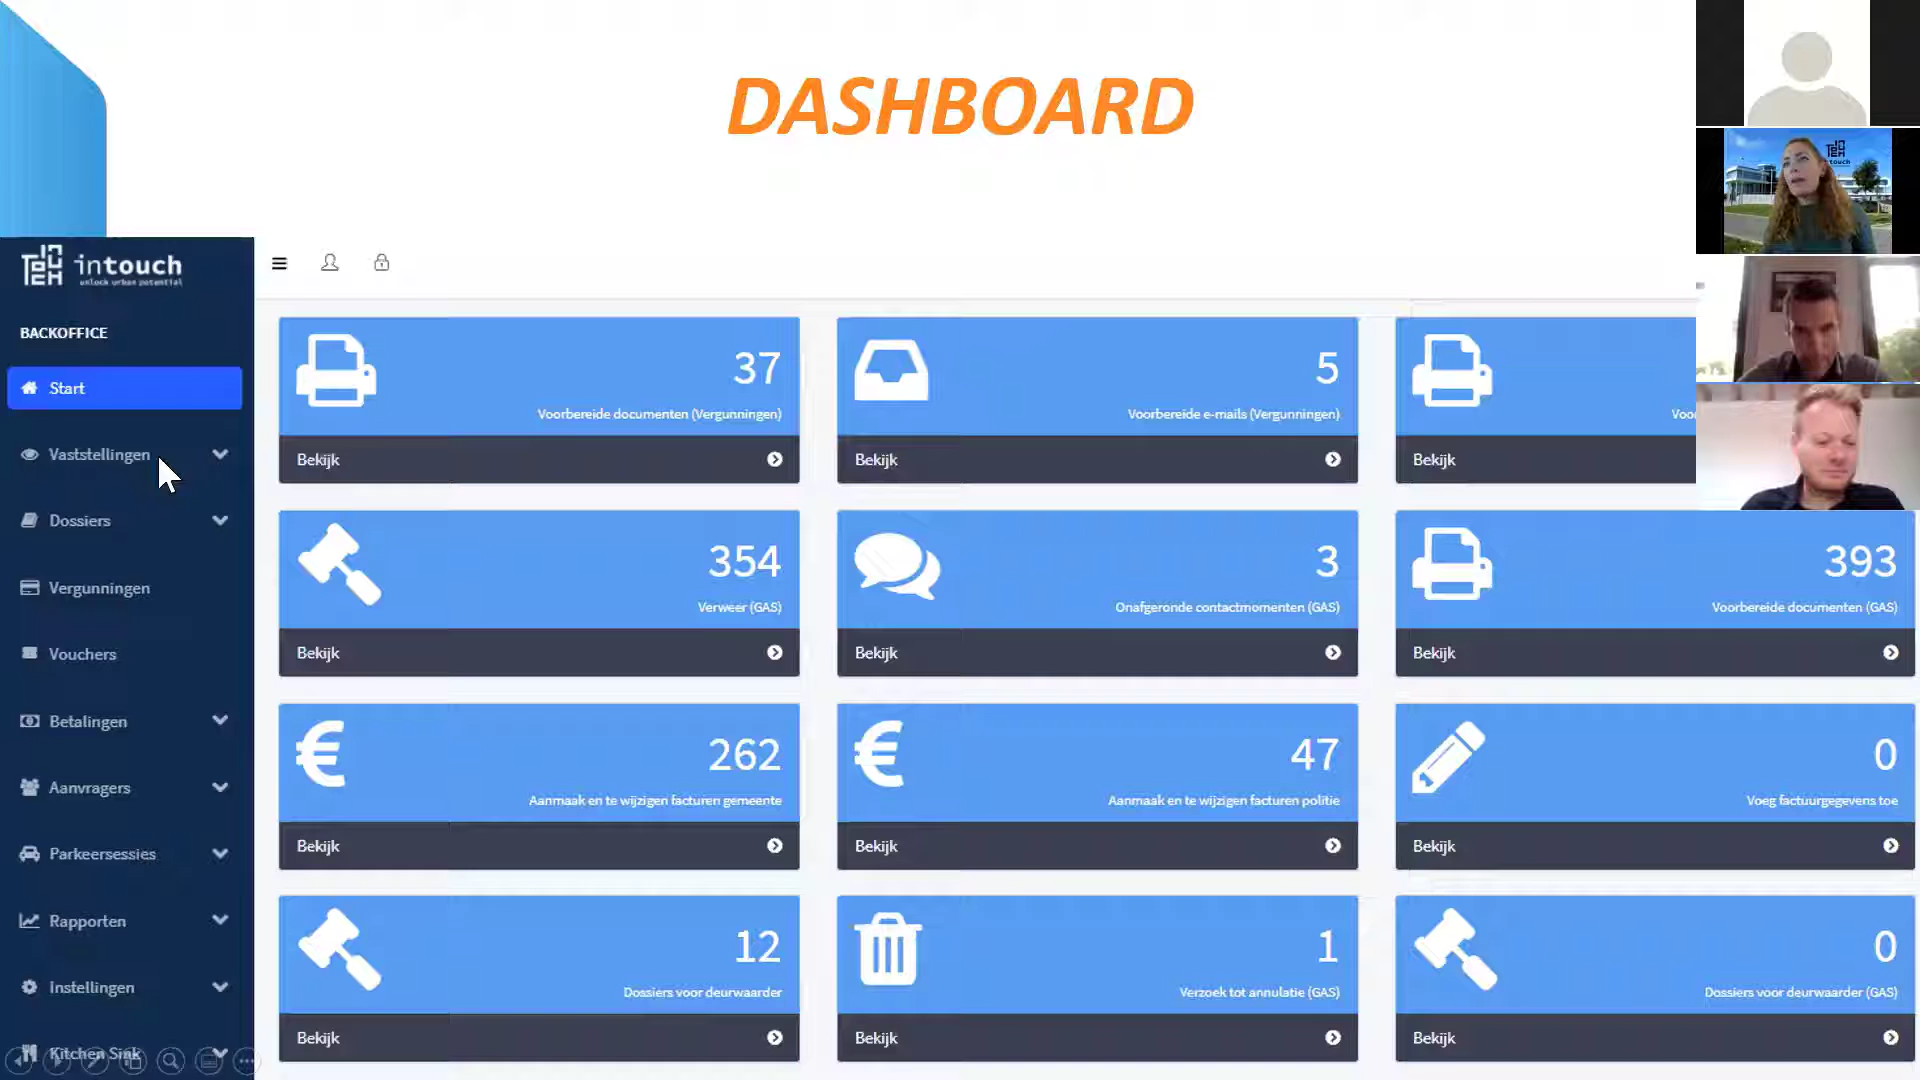 DASHBOARD
intouch
intouch
unlock urban potential
BACKOFFICE
Start
Vaststellingen
Dossiers
Vergunningen
Vouchers
Betalingen
Aanvragers
Parkeersessies
Rapporten
Instellingen
Kitchen Sink
37
Voorbereide documenten (Vergunningen)
Bekijk
5
Voorbereide e-mails (Vergunningen)
Bekijk
Bekijk
354
Verweer (GAS)
Bekijk
3
Onafgeronde contactmomenten (GAS)
Bekijk
393
Voorbereide documenten (GAS)
Bekijk
262
Aanmaak en te wijzigen facturen gemeente
Bekijk
47
Aanmaak en te wijzigen facturen politie
Bekijk
0
Voeg factuurgegevens toe
Bekijk
12
Dossiers voor deurwaarder
Bekijk
1
Verzoek tot annulatie (GAS)
Bekijk
0
Dossiers voor deurwaarder (GAS)
Bekijk